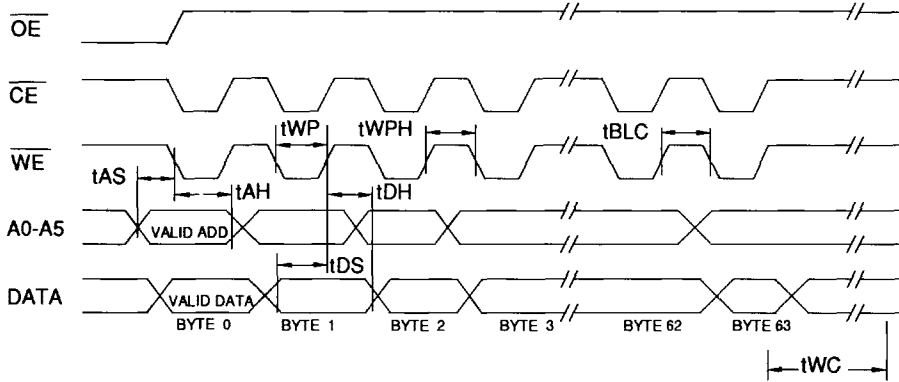 OE
CE
tWP tWPH tBLC
WE
tAS tAH tDH
A0-A5 VALID ADD
tDS
DATA VALID DATA
BYTE 0 BYTE 1 BYTE 2 BYTE 3 BYTE 62 BYTE 63
tWC